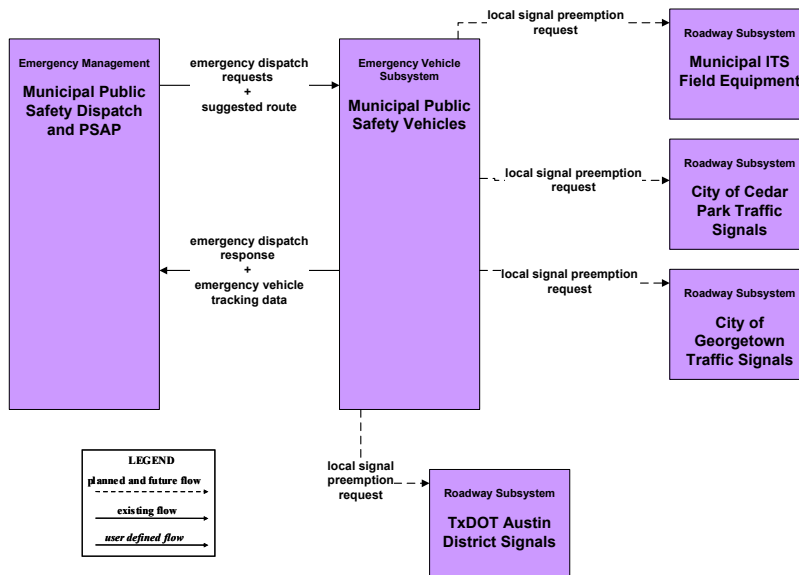 local signal preemption
request
Emergency Management
Municipal Public
Safety Dispatch
and PSAP
emergency dispatch
requests
+
suggested route
Emergency Vehicle
Subsystem
Municipal Public
Safety Vehicles
Roadway Subsystem
Municipal ITS
Field Equipment
local signal preemption
request
Roadway Subsystem
City of Cedar
Park Traffic
Signals
emergency dispatch
response
+
emergency vehicle
tracking data
local signal preemption
request
Roadway Subsystem
City of
Georgetown
Traffic Signals
LEGEND
planned and future flow
existing flow
user defined flow
local signal
preemption
request
Roadway Subsystem
TxDOT Austin
District Signals